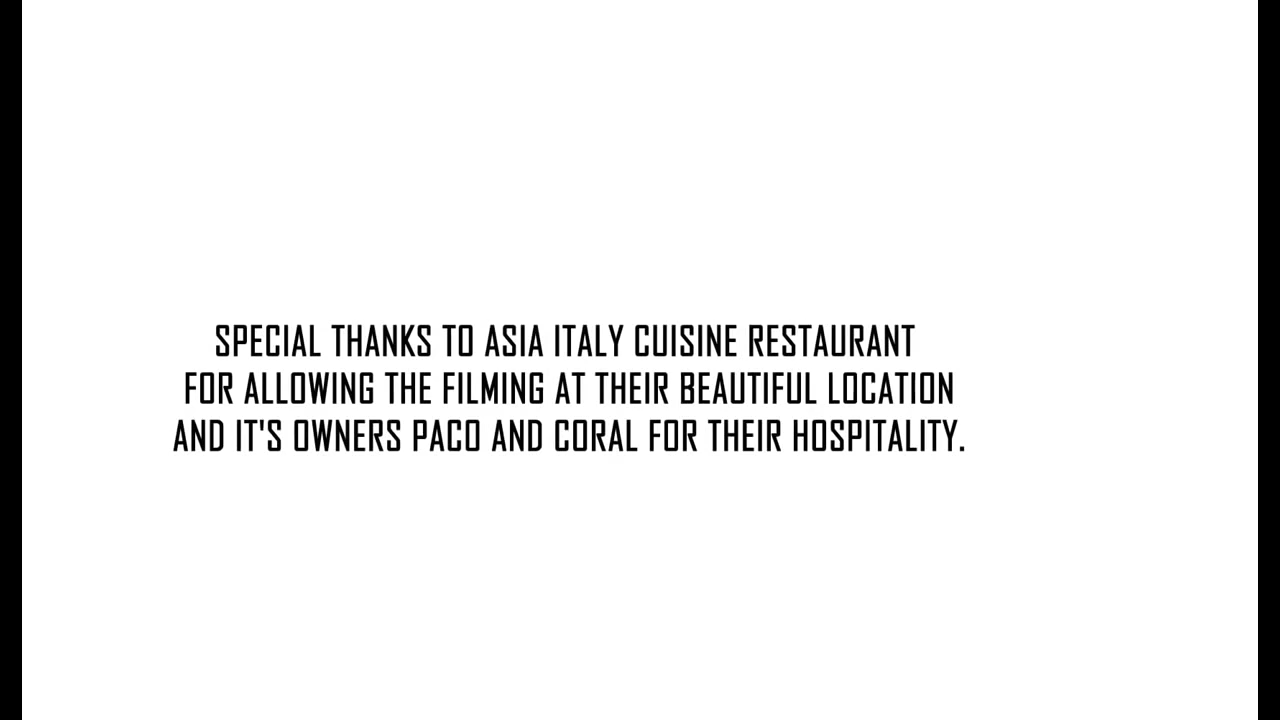 SPECIAL THANKS TO ASIA ITALY CUISINE RESTAURANT
FOR ALLOWING THE FILMING AT THEIR BEAUTIFUL LOCATION
AND IT'S OWNERS PACO AND CORAL FOR THEIR HOSPITALITY.